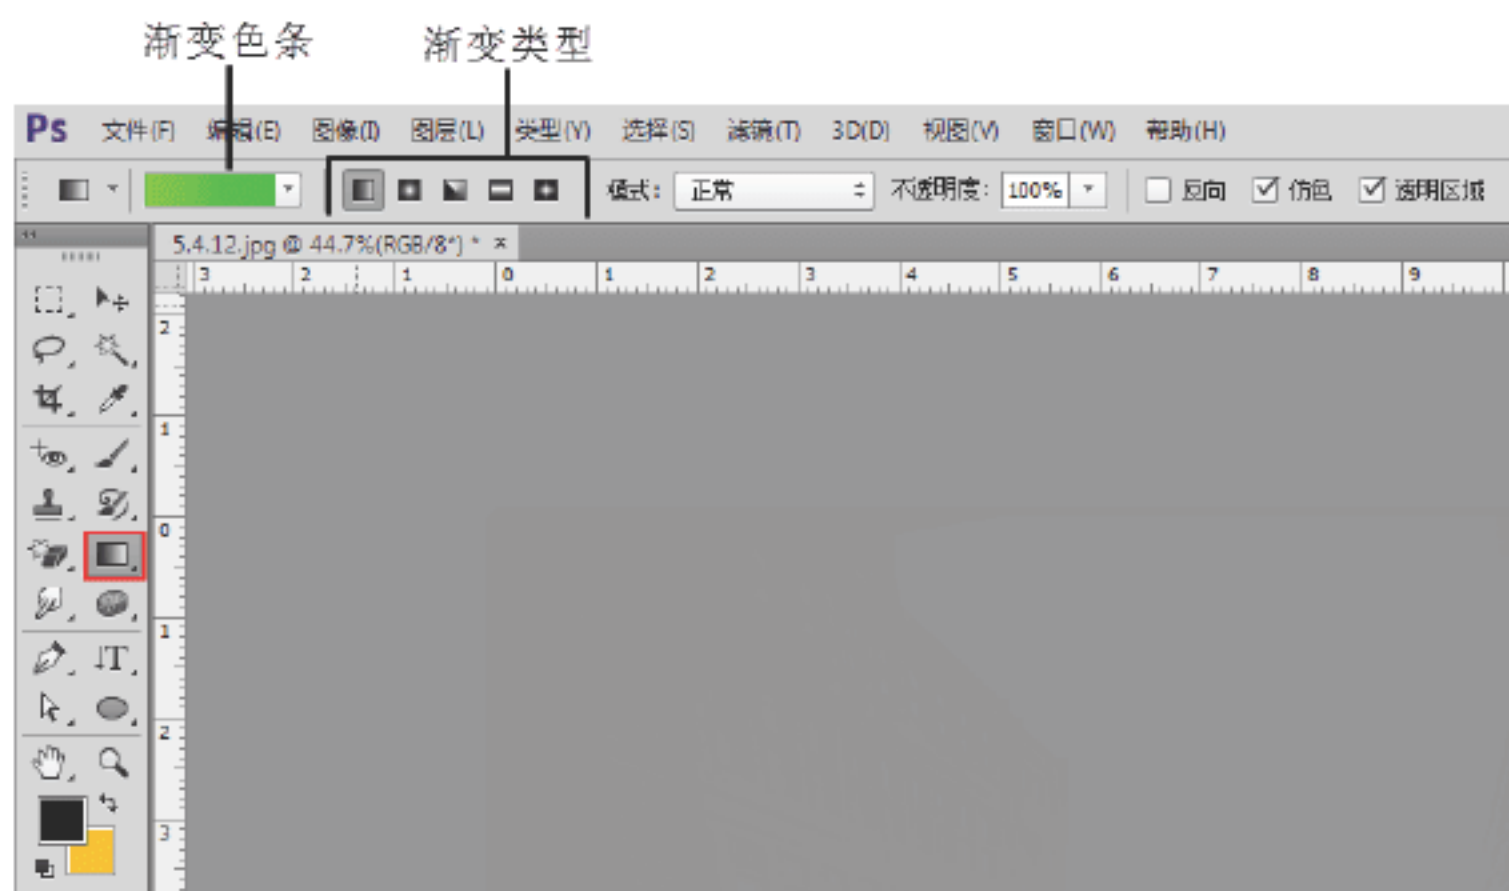 渐变色条 渐变类型
Ps 文件(F) 编辑(E) 图像(I) 图层(L) 类型(Y) 选择(S) 滤镜(T) 3D(D) 视图(V) 窗口(W) 帮助(H)
模式： 正常 不透明度： 100% 反向 仿色 透明区域
5.4.12.jpg @ 44.7%(RGB/8*) * ×
3 2 1 0 1 2 3 4 5 6 7 8 9
2
1
0
1
2
3